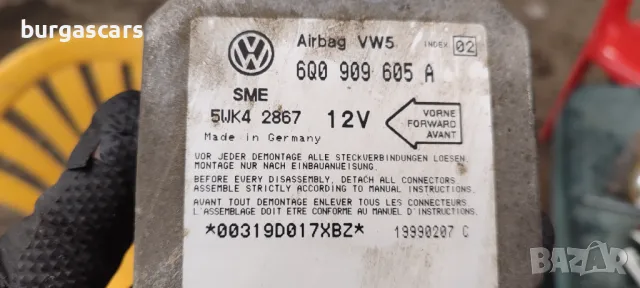 burgascars
Airbag VW5 INDEX 02
6Q0 909 605 A
SME
5WK4 2867 12V
VORNE
FORWARD
AVANT
Made in Germany
VOR JEDER DEMONTAGE ALLE STECKVERBINDUNGEN LOESEN
MONTAGE NUR NACH EINBAUANWEISUNG.
BEFORE EVERY DISASSEMBLY, DETACH ALL CONNECTORS
ASSEMBLE STRICTLY ACCORDING TO MANUAL INSTRUCTIONS.
AVANT TOUT DEMONTAGE ENLEVER TOUS LES CONNECTEURS.
L'ASSEMBLAGE DOIT ETRE CONFORME AU MANUEL D'INSTRUCTIONS.
*00319D017XBZ* 19990207 C
bazar